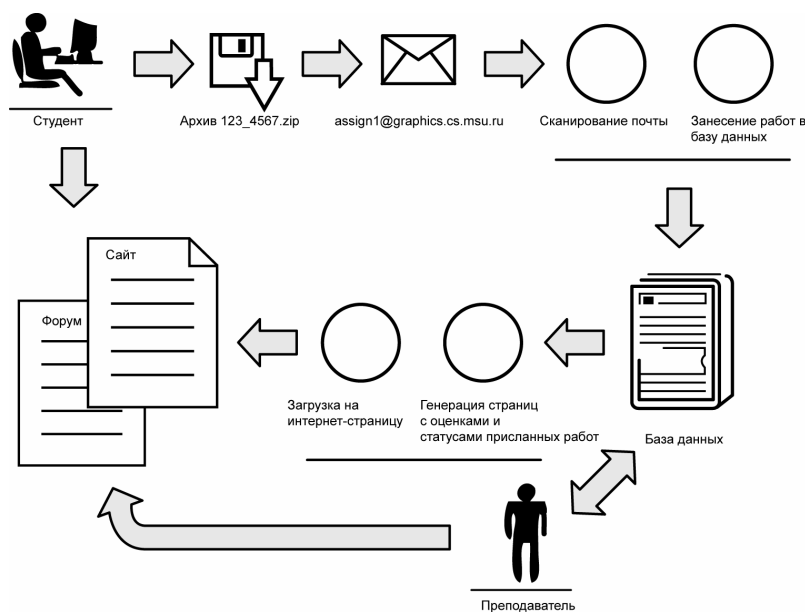 Студент
Архив 123_4567.zip
assign1@graphics.cs.msu.ru
Сканирование почты
Занесение работ в
базу данных
Сайт
Форум
Загрузка на
интернет-страницу
Генерация страниц
с оценками и
статусами присланных работ
База данных
Преподаватель